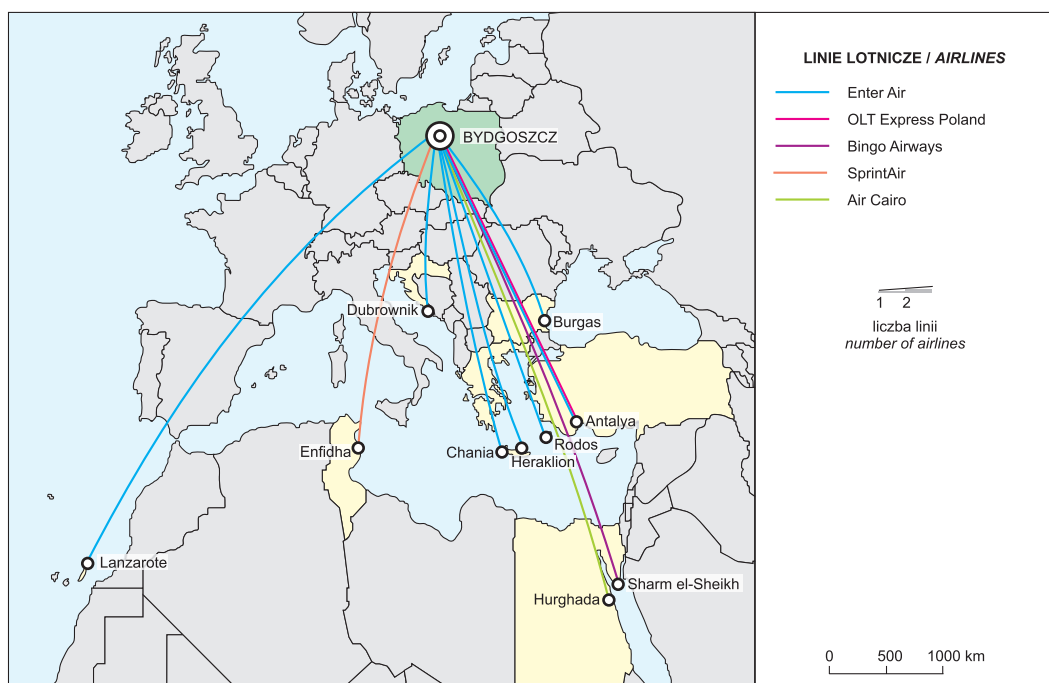 LINIE LOTNICZE / AIRLINES
Enter Air
OLT Express Poland
Bingo Airways
SprintAir
Air Cairo
1 2
liczba linii
number of airlines
0 500 1000 km
BYDGOSZCZ
Dubrownik
Burgas
Antalya
Rodos
Enfidha
Chania
Heraklion
Lanzarote
Sharm el-Sheikh
Hurghada